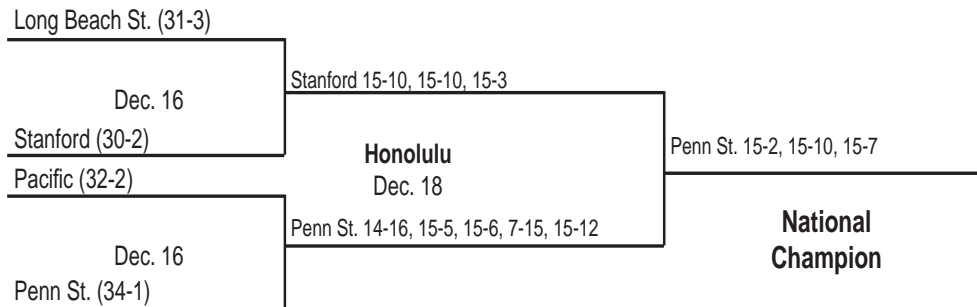 Long Beach St. (31-3)
Dec. 16
Stanford (30-2)
Stanford 15-10, 15-10, 15-3
Pacific (32-2)
Dec. 16
Penn St. (34-1)
Penn St. 14-16, 15-5, 15-6, 7-15, 15-12
Honolulu
Dec. 18
Penn St. 15-2, 15-10, 15-7
National
Champion